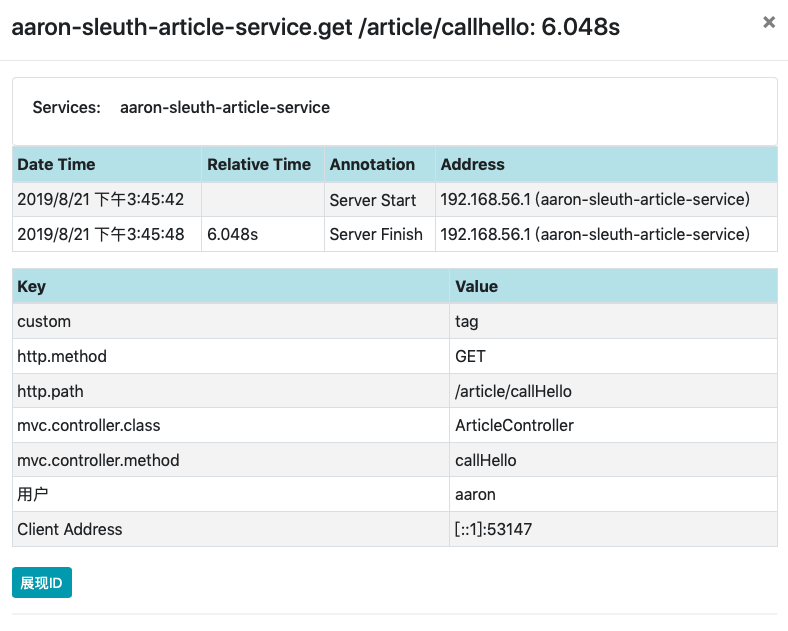 aaron-sleuth-article-service.get /article/callhello: 6.048s ×
Services: aaron-sleuth-article-service
Date Time Relative Time Annotation Address
2019/8/21 下午3:45:42 Server Start 192.168.56.1 (aaron-sleuth-article-service)
2019/8/21 下午3:45:48 6.048s Server Finish 192.168.56.1 (aaron-sleuth-article-service)
Key Value
custom tag
http.method GET
http.path /article/callHello
mvc.controller.class ArticleController
mvc.controller.method callHello
用户 aaron
Client Address [::1]:53147
展现ID